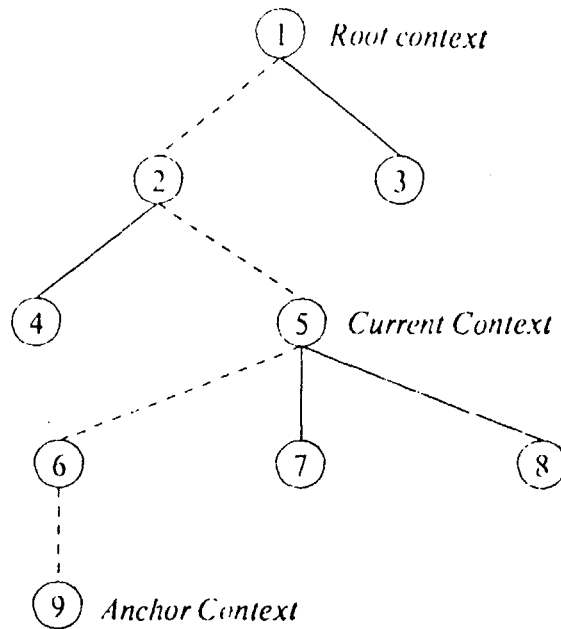 1 Root context
2 3
4 5 Current Context
6 7 8
9 Anchor Context